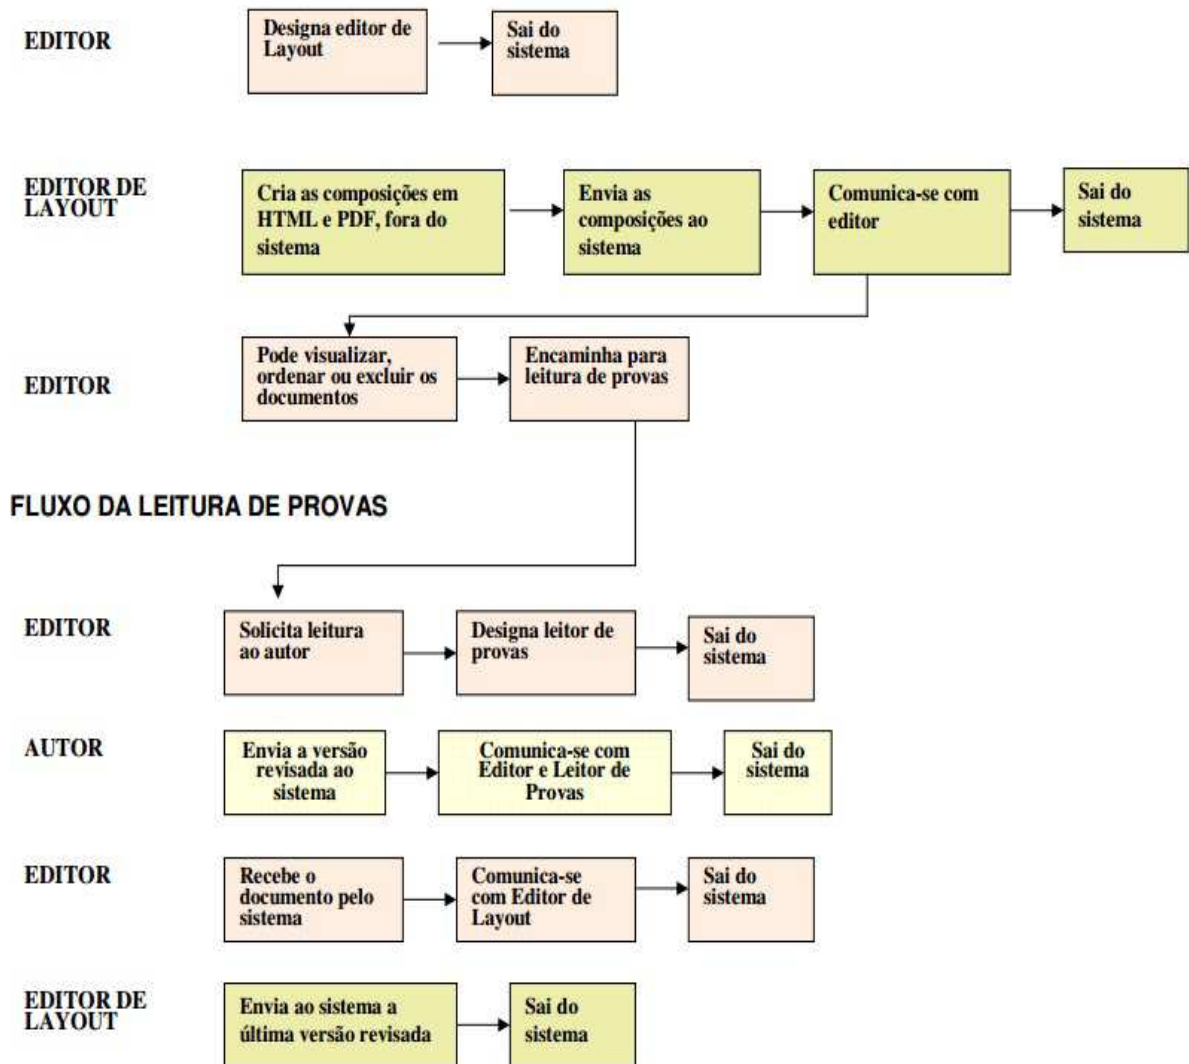 EDITOR
Designa editor de
Layout
Sai do
sistema
EDITOR DE
LAYOUT
Cria as composições em
HTML e PDF, fora do
sistema
Envia as
composições ao
sistema
Comunica-se com
editor
Sai do
sistema
EDITOR
Pode visualizar,
ordenar ou excluir os
documentos
Encaminha para
leitura de provas
FLUXO DA LEITURA DE PROVAS
EDITOR
Solicita leitura
ao autor
Designa leitor de
provas
Sai do
sistema
AUTOR
Envia a versão
revisada ao
sistema
Comunica-se com
Editor e Leitor de
Provas
Sai do
sistema
EDITOR
Recebe o
documento pelo
sistema
Comunica-se
com Editor de
Layout
Sai do
sistema
EDITOR DE
LAYOUT
Envia ao sistema a
última versão revisada
Sai do
sistema